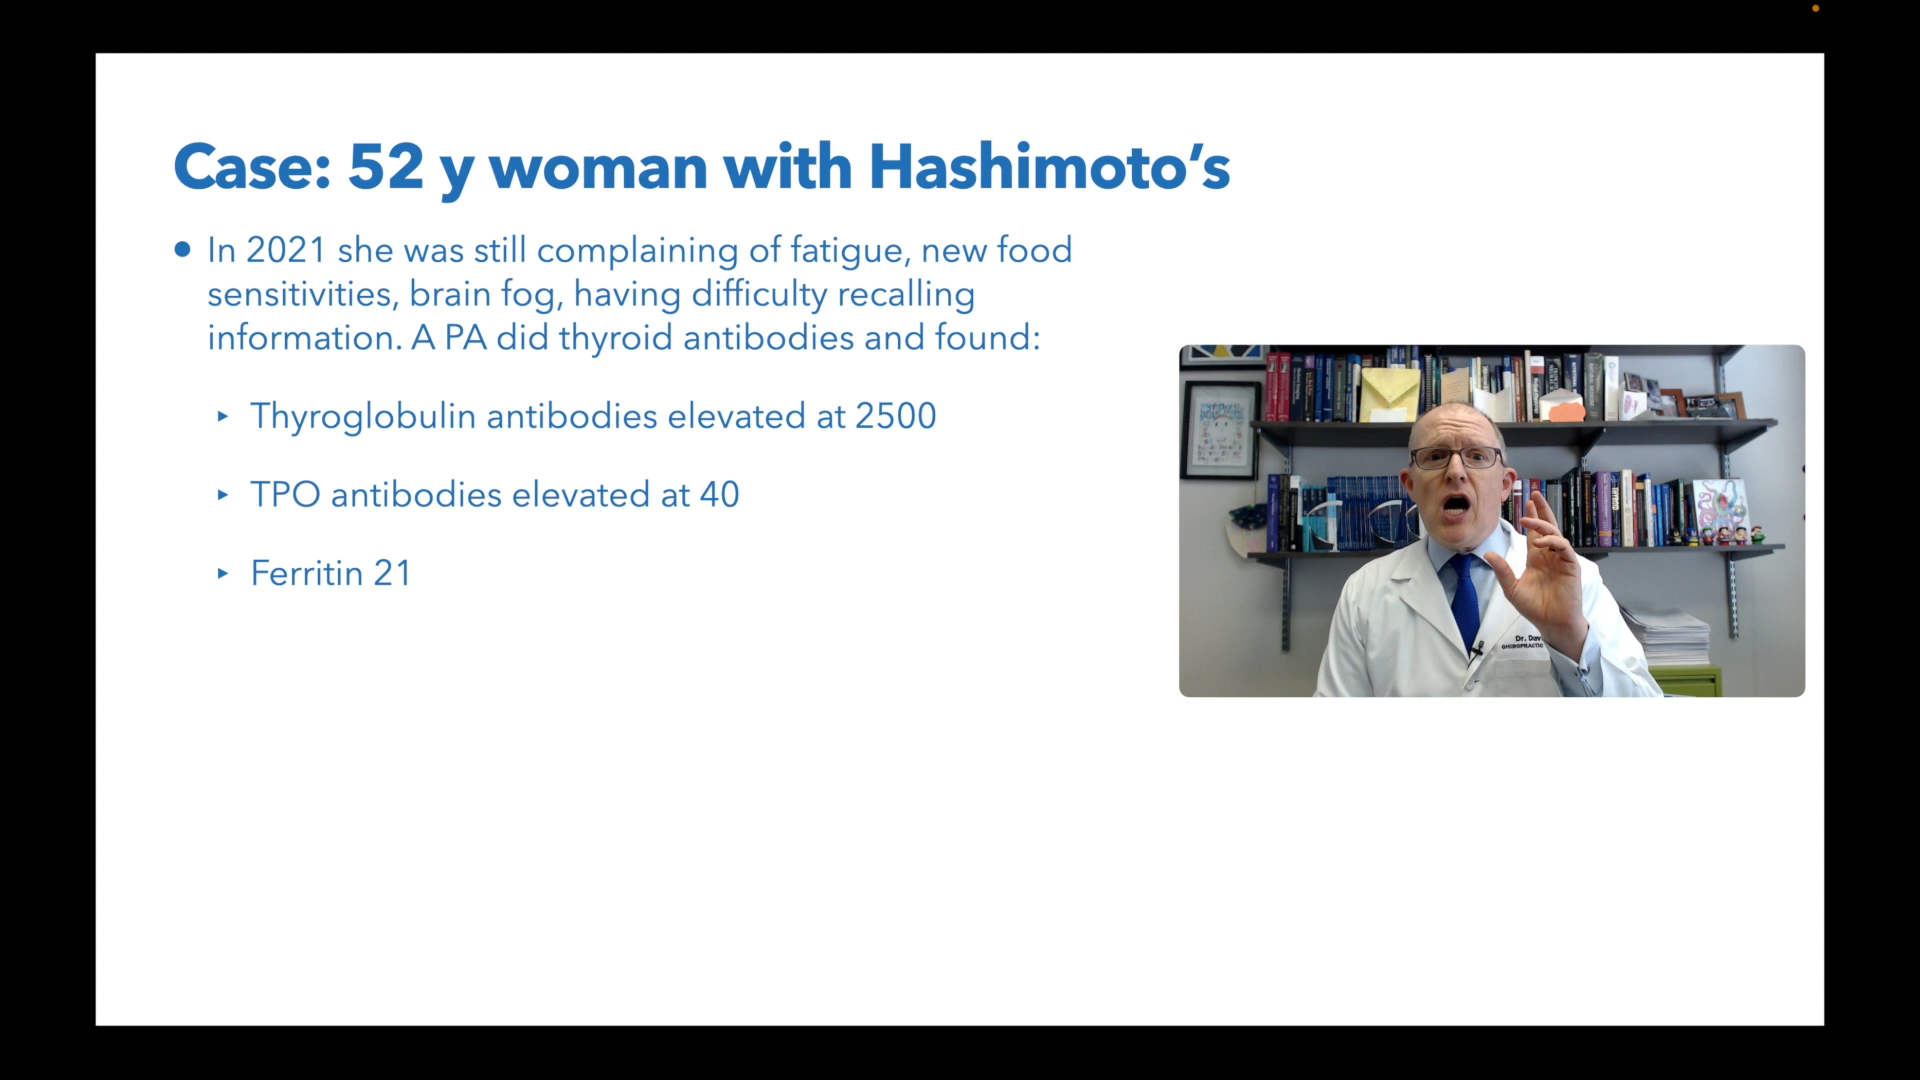 Case: 52 y woman with Hashimoto’s
• In 2021 she was still complaining of fatigue, new food
sensitivities, brain fog, having difficulty recalling
information. A PA did thyroid antibodies and found:
‣ Thyroglobulin antibodies elevated at 2500
‣ TPO antibodies elevated at 40
‣ Ferritin 21
Dr.